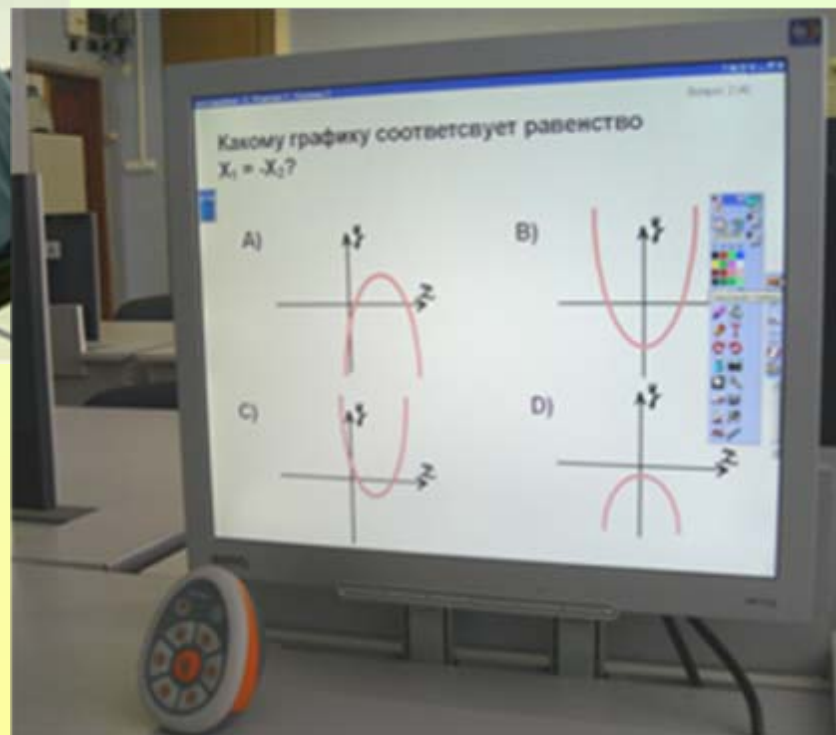 Какому графику соответсвует равенство
X₁ = -X₂?
A)
B)
C)
D)